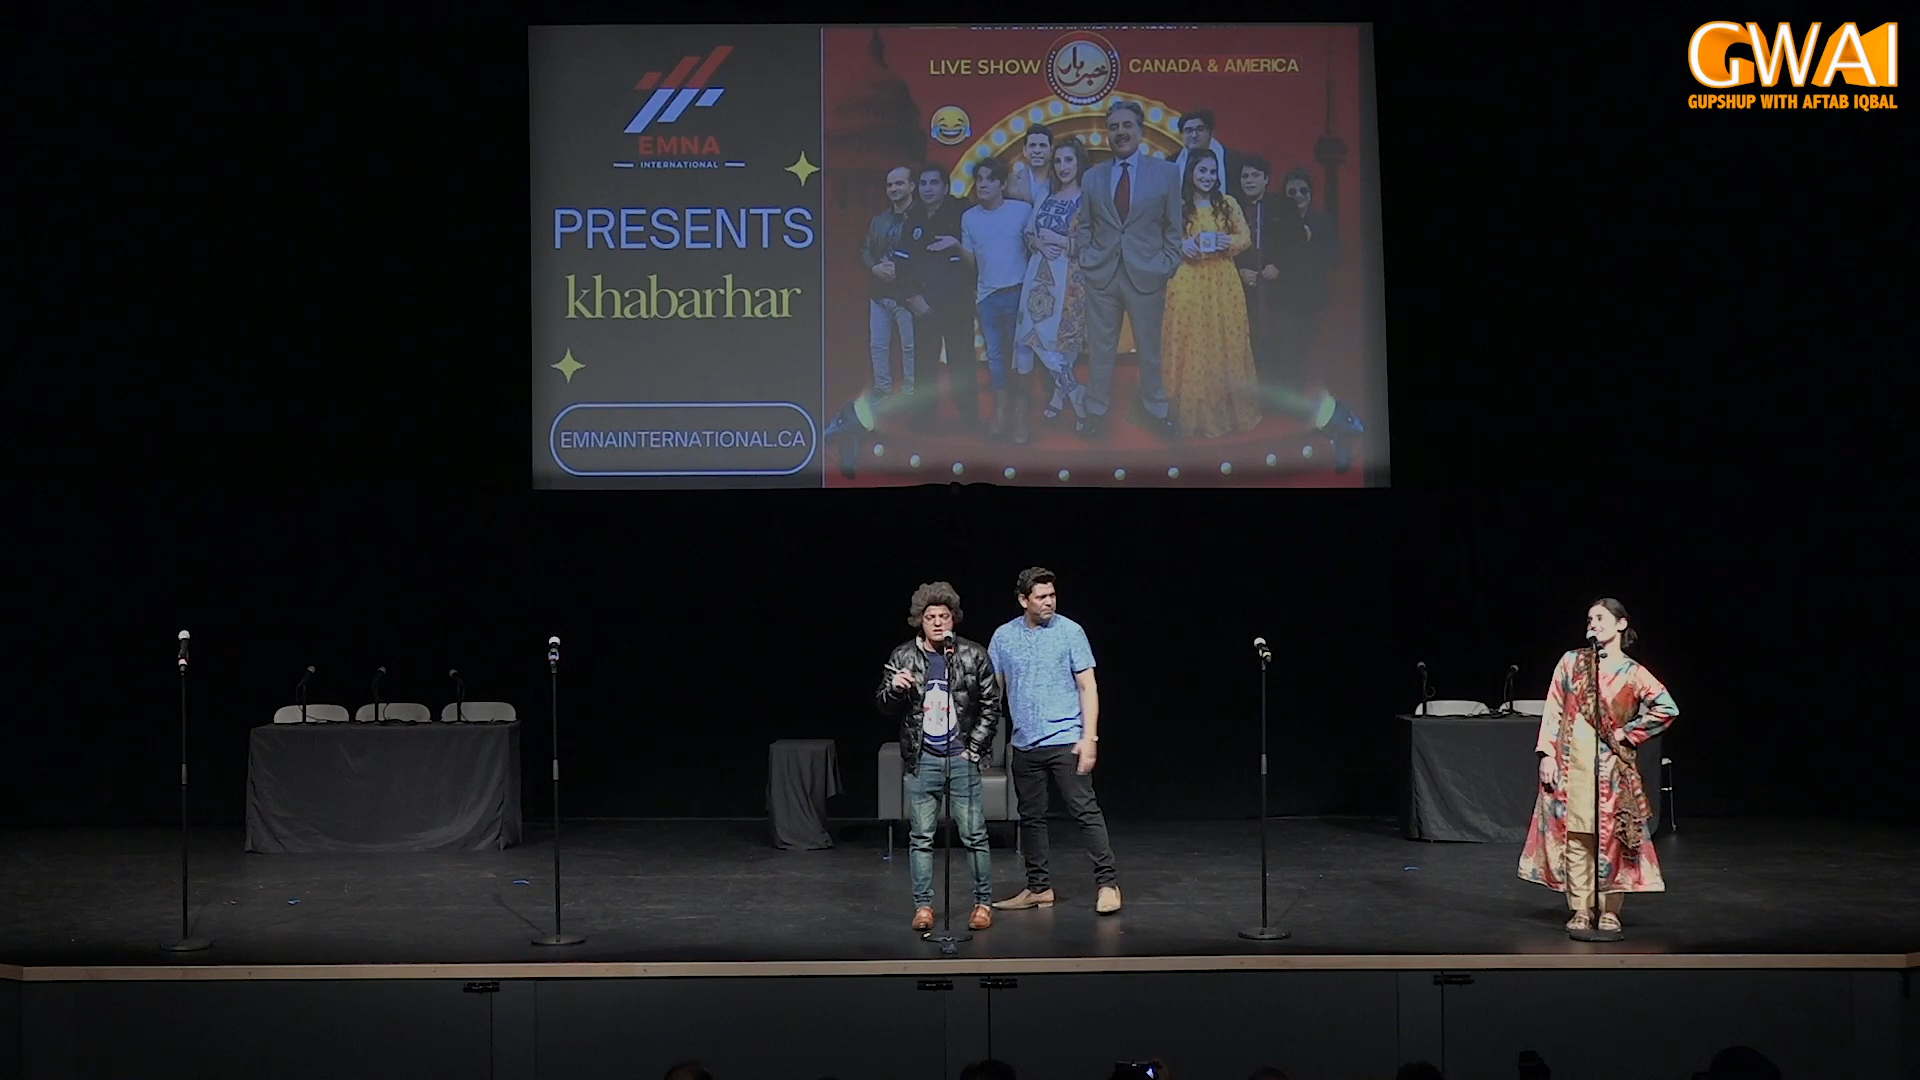 EMNA
INTERNATIONAL
PRESENTS
khabarhar
EMNAINTERNATIONAL.CA
LIVE SHOW
خبرہار
CANADA & AMERICA
GWAI
GUPSHUP WITH AFTAB IQBAL